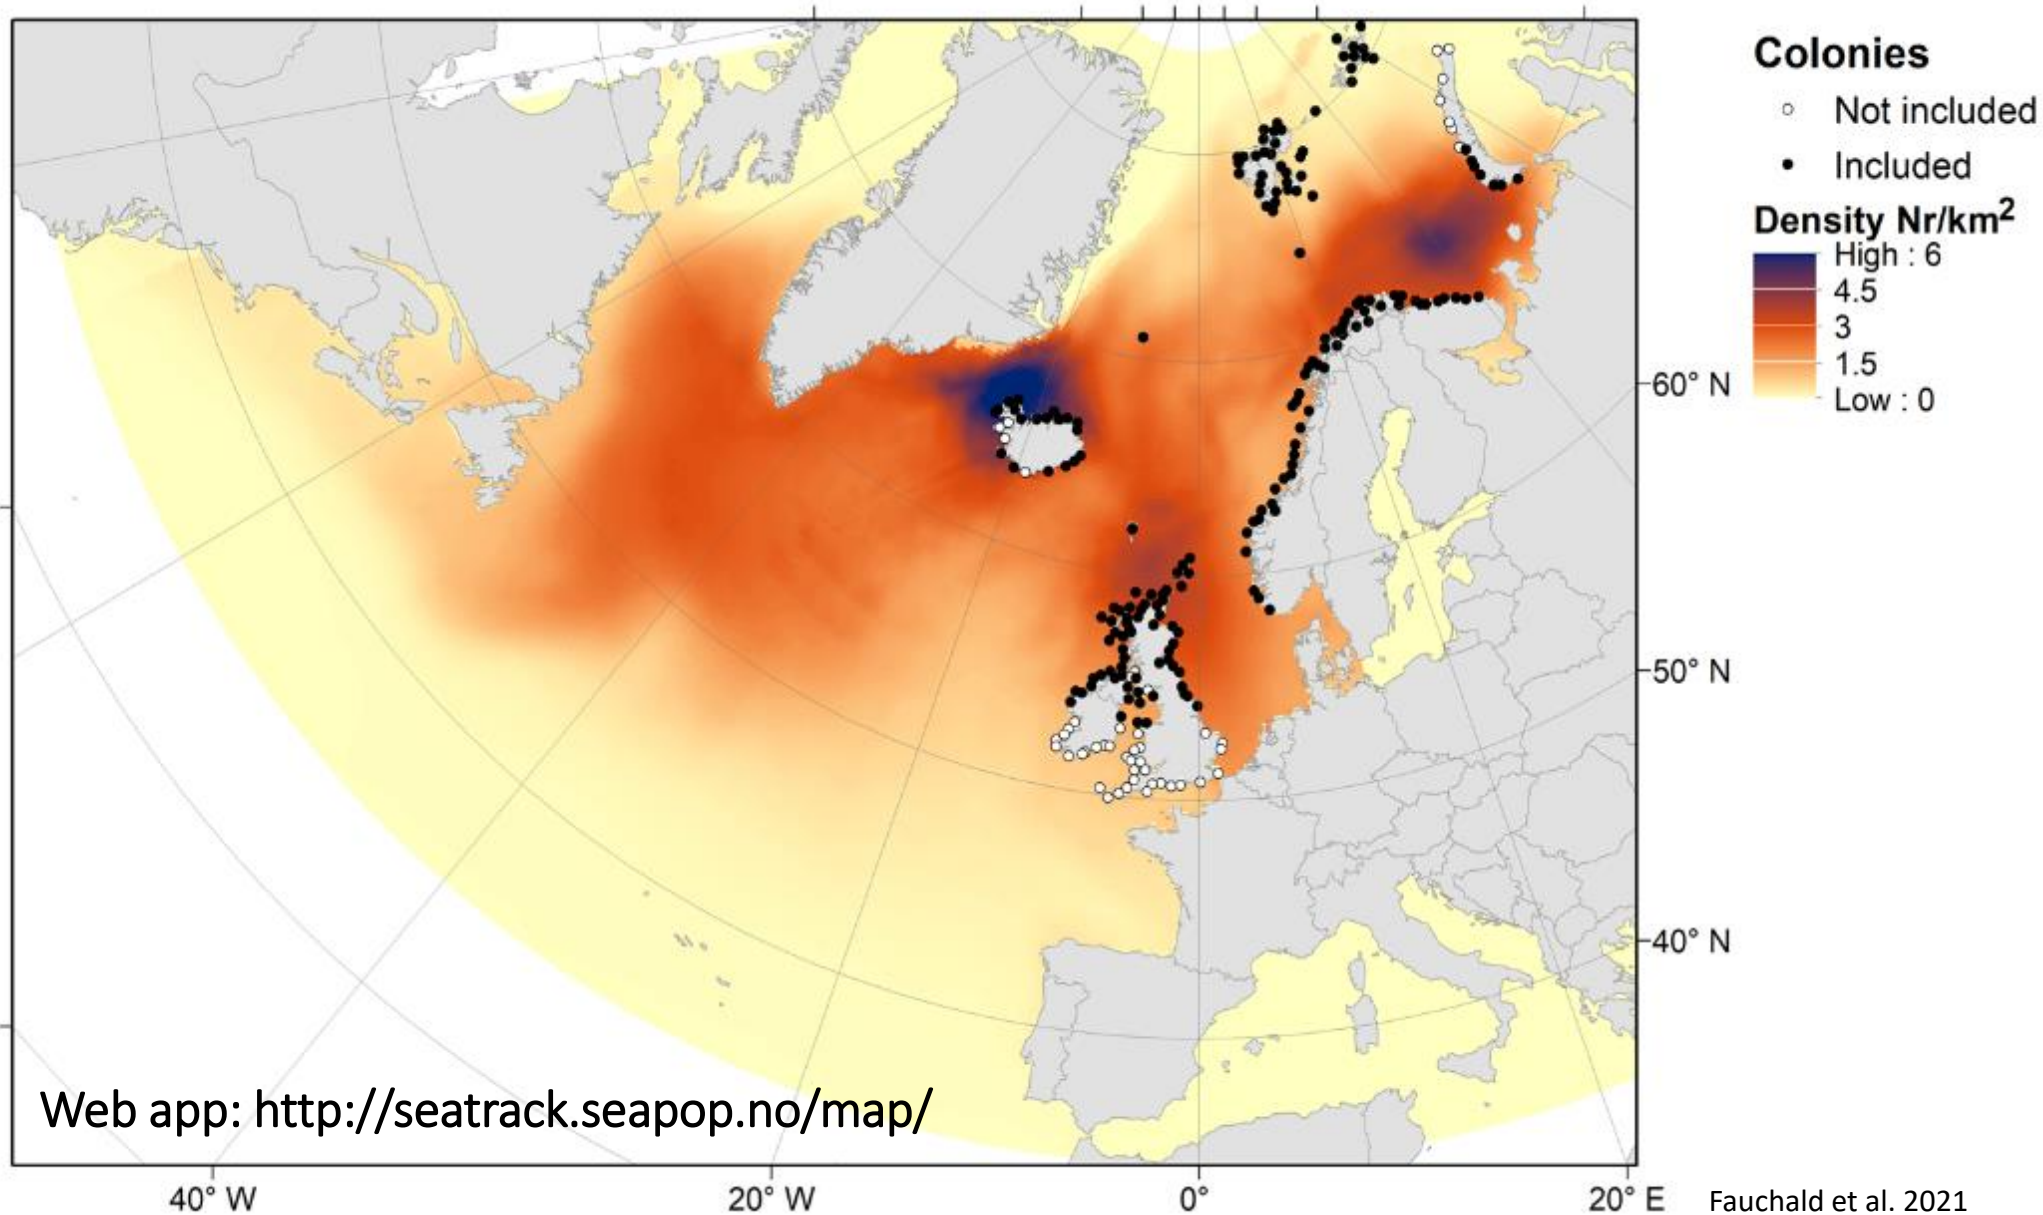 Colonies
Not included
Included
Density Nr/km²
High : 6
4.5
3
1.5
Low : 0
60° N
50° N
40° N
Web app: http://seatrack.seapop.no/map/
40° W
20° W
0°
20° E
Fauchald et al. 2021